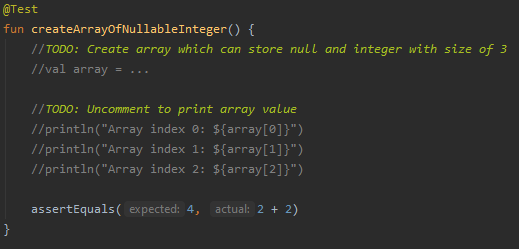 @Test
fun createArrayOfNullableInteger() {
//TODO: Create array which can store null and integer with size of 3
//val array = ...
//TODO: Uncomment to print array value
//println("Array index 0: ${array[0]}")
//println("Array index 1: ${array[1]}")
//println("Array index 2: ${array[2]}")
assertEquals( expected: 4, actual: 2 + 2)
}